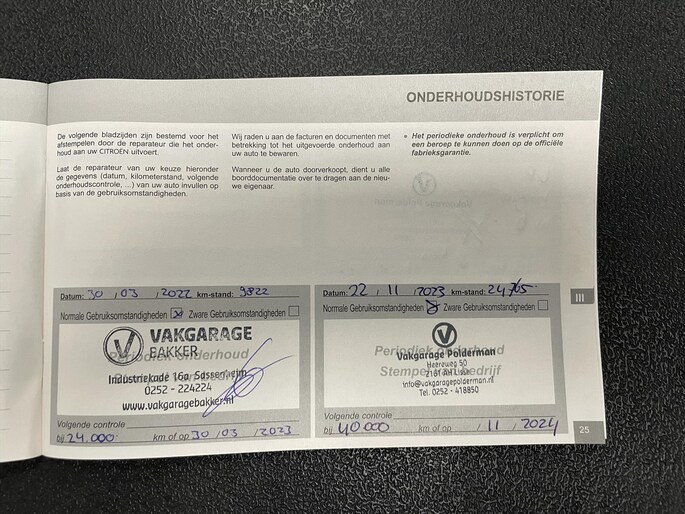 ONDERHOUDSHISTORIE
De volgende bladzijden zijn bestemd voor het
afstempelen door de reparateur die het onder-
houd aan uw CITROËN uitvoert.
Laat de reparateur van uw keuze hieronder
de gegevens (datum, kilometerstand, volgende
onderhoudscontrole, ...) van uw auto invullen op
basis van de gebruiksomstandigheden.
Wij raden u aan de facturen en documenten met
betrekking tot het uitgevoerde onderhoud aan
uw auto te bewaren.
Wanneer u de auto doorverkoopt, dient u alle
boorddocumentatie over te dragen aan de nieu-
we eigenaar.
• Het periodieke onderhoud is verplicht om
een beroep te kunnen doen op de officiële
fabrieksgarantie.
Datum: 30 / 03 / 2022 km-stand: 9822
Normale Gebruiksomstandigheden Zware Gebruiksomstandigheden
VAKGARAGE
BAKKER
Periodiek onderhoud
Industriekade 16a, Sassenheim
0252 - 224224
www.vakgaragebakker.nl
Volgende controle
bij 24.000 km of op 30 / 03 / 2023
Datum: 22 / 11 / 2023 km-stand: 24765
Normale Gebruiksomstandigheden Zware Gebruiksomstandigheden
Periodiek onderhoud
Vakgarage Polderman
Heereweg 50
Stempel bedrijf
info@vakgaragepolderman.nl
Tel. 0252 - 418850
Volgende controle
bij 40000 km of op / 11 / 2024
III
25